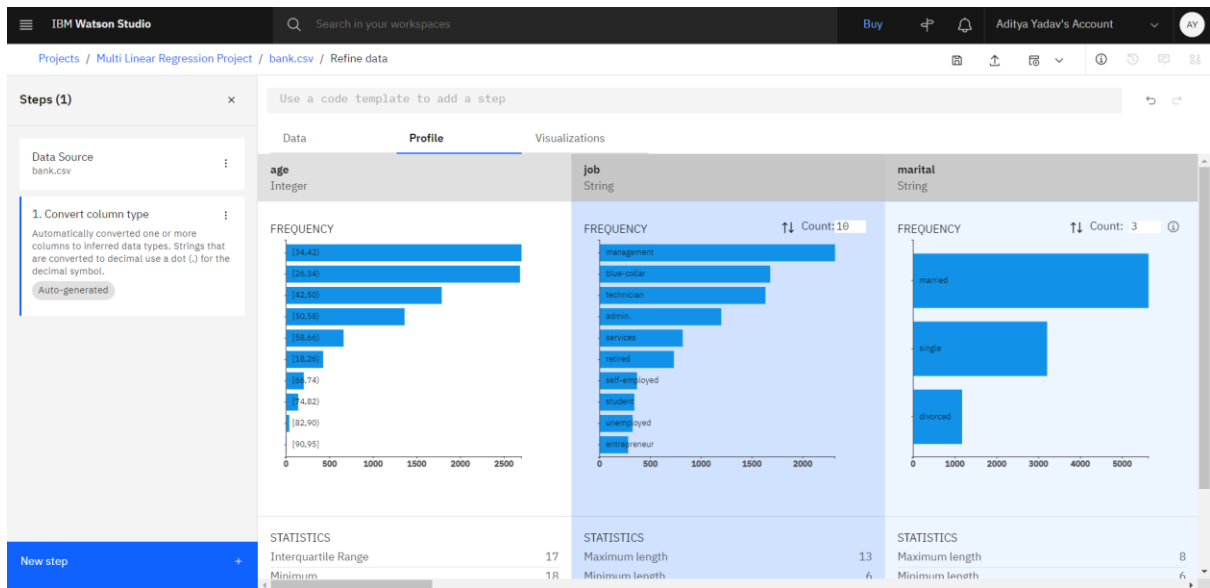 IBM Watson Studio
Search in your workspaces
Buy
Aditya Yadav's Account
AY
Projects / Multi Linear Regression Project / bank.csv / Refine data
Steps (1)
Use a code template to add a step
Data
Profile
Visualizations
Data Source
bank.csv
1. Convert column type
Automatically converted one or more
columns to inferred data types. Strings that
are converted to decimal use a dot (.) for the
decimal symbol.
Auto-generated
New step +
age
Integer
FREQUENCY
[34,42)
[26,34)
[42,50)
[50,58)
[58,66)
[18,26)
[66,74)
[74,82)
[82,90)
[90,95]
0 500 1000 1500 2000 2500
STATISTICS
Interquartile Range 17
Minimum 18
job
String
FREQUENCY
Count: 10
management
blue-collar
technician
admin.
services
retired
self-employed
student
unemployed
entrepreneur
0 500 1000 1500 2000
STATISTICS
Maximum length 13
Minimum length 6
marital
String
FREQUENCY
Count: 3
married
single
divorced
0 1000 2000 3000 4000 5000
STATISTICS
Maximum length 8
Minimum length 6